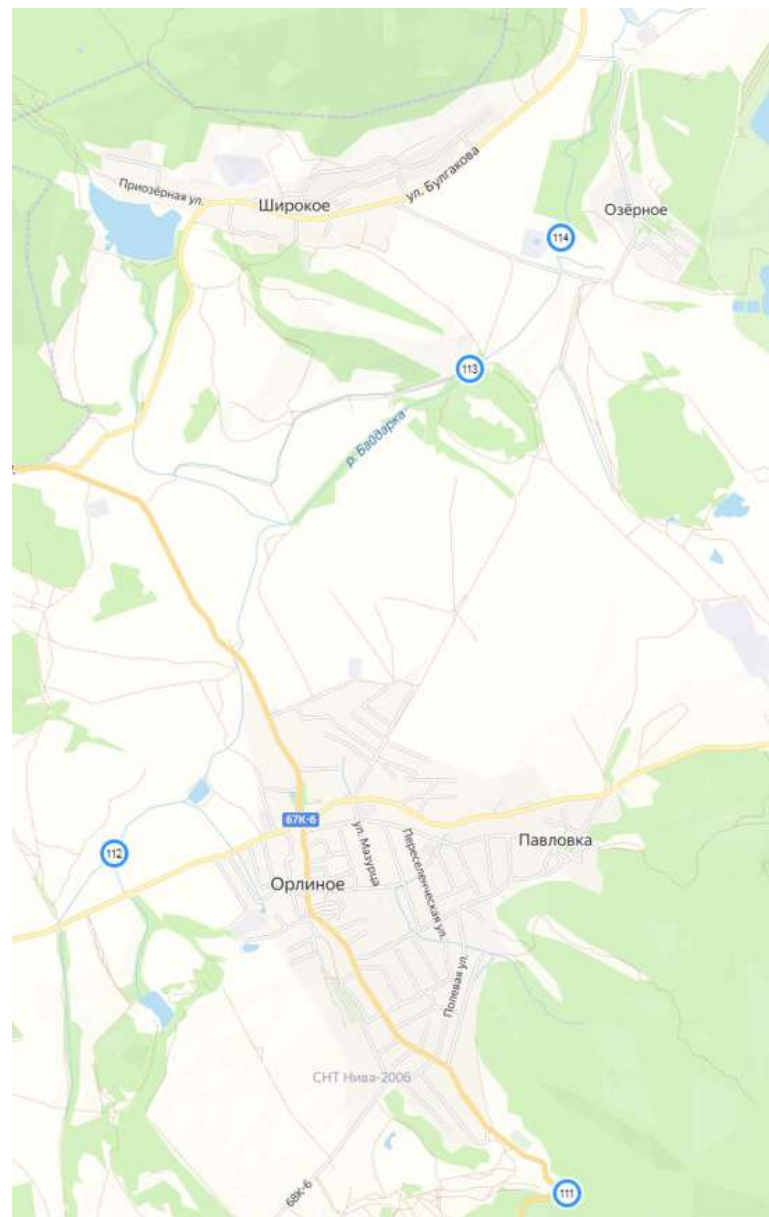 ул. Булгакова
Приозёрная ул.
Широкое
Озёрное
114
113
р. Байдарка
67К-6
ул. Мазурца
Переселенческая ул.
Павловка
112
Орлиное
Полевая ул.
СНТ Нива-2006
68К-6
111